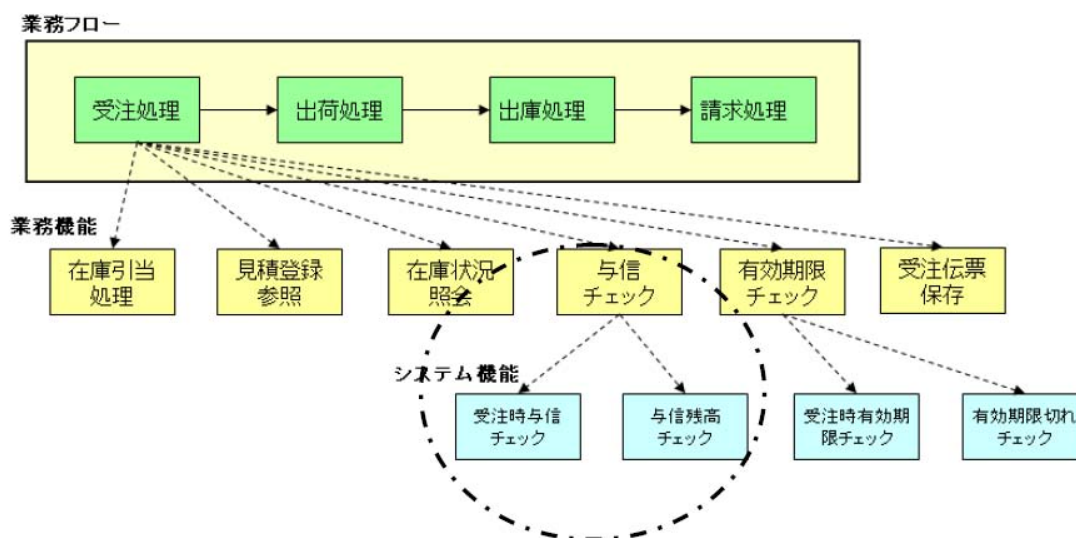 業務フロー
受注処理
出荷処理
出庫処理
請求処理
業務機能
在庫引当
処理
見積登録
参照
在庫状況
照会
与信
チェック
有効期限
チェック
受注伝票
保存
システム機能
受注時与信
チェック
与信残高
チェック
受注時有効期
限チェック
有効期限切れ
チェック